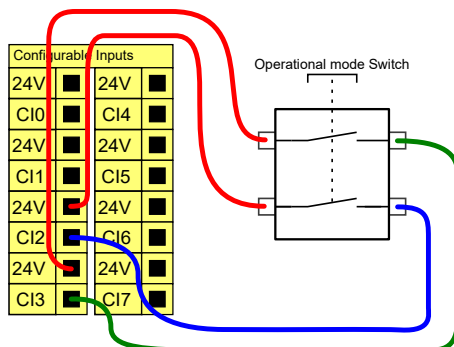 Configurable Inputs
Operational mode Switch
24V 24V
CI0 CI4
24V 24V
CI1 CI5
24V 24V
CI2 CI6
24V 24V
CI3 CI7